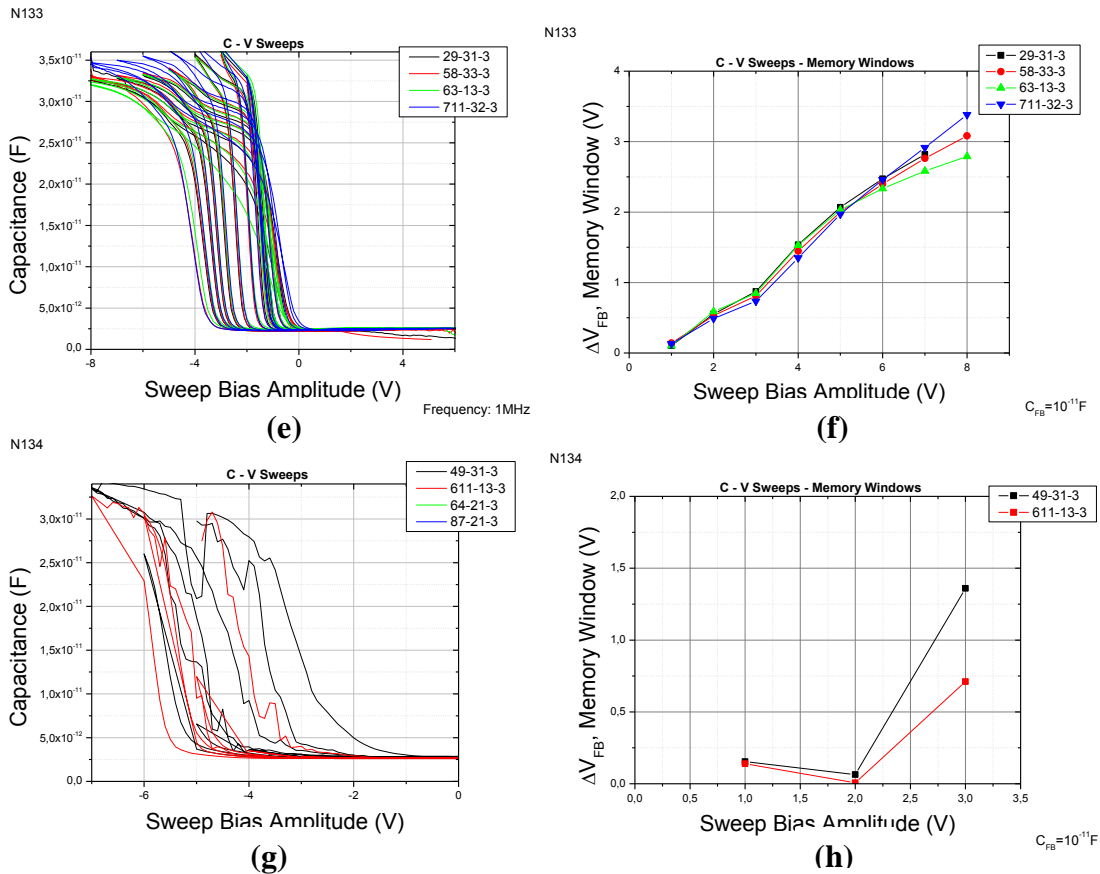 N133
C - V Sweeps
29-31-3
58-33-3
63-13-3
711-32-3
3,5x10-11
3,0x10-11
2,5x10-11
2,0x10-11
1,5x10-11
1,0x10-11
5,0x10-12
0,0
-8
-4
0
4
Capacitance (F)
Sweep Bias Amplitude (V)
Frequency: 1MHz
(e)
N133
C - V Sweeps - Memory Windows
29-31-3
58-33-3
63-13-3
711-32-3
4
3
2
1
0
0
2
4
6
8
ΔVFB, Memory Window (V)
Sweep Bias Amplitude (V)
CFB=10-11F
(f)
N134
C - V Sweeps
49-31-3
611-13-3
64-21-3
87-21-3
3,0x10-11
2,5x10-11
2,0x10-11
1,5x10-11
1,0x10-11
5,0x10-12
0,0
-6
-4
-2
0
Capacitance (F)
Sweep Bias Amplitude (V)
(g)
N134
C - V Sweeps - Memory Windows
49-31-3
611-13-3
2,0
1,5
1,0
0,5
0,0
0,0
0,5
1,0
1,5
2,0
2,5
3,0
3,5
ΔVFB, Memory Window (V)
Sweep Bias Amplitude (V)
CFB=10-11F
(h)